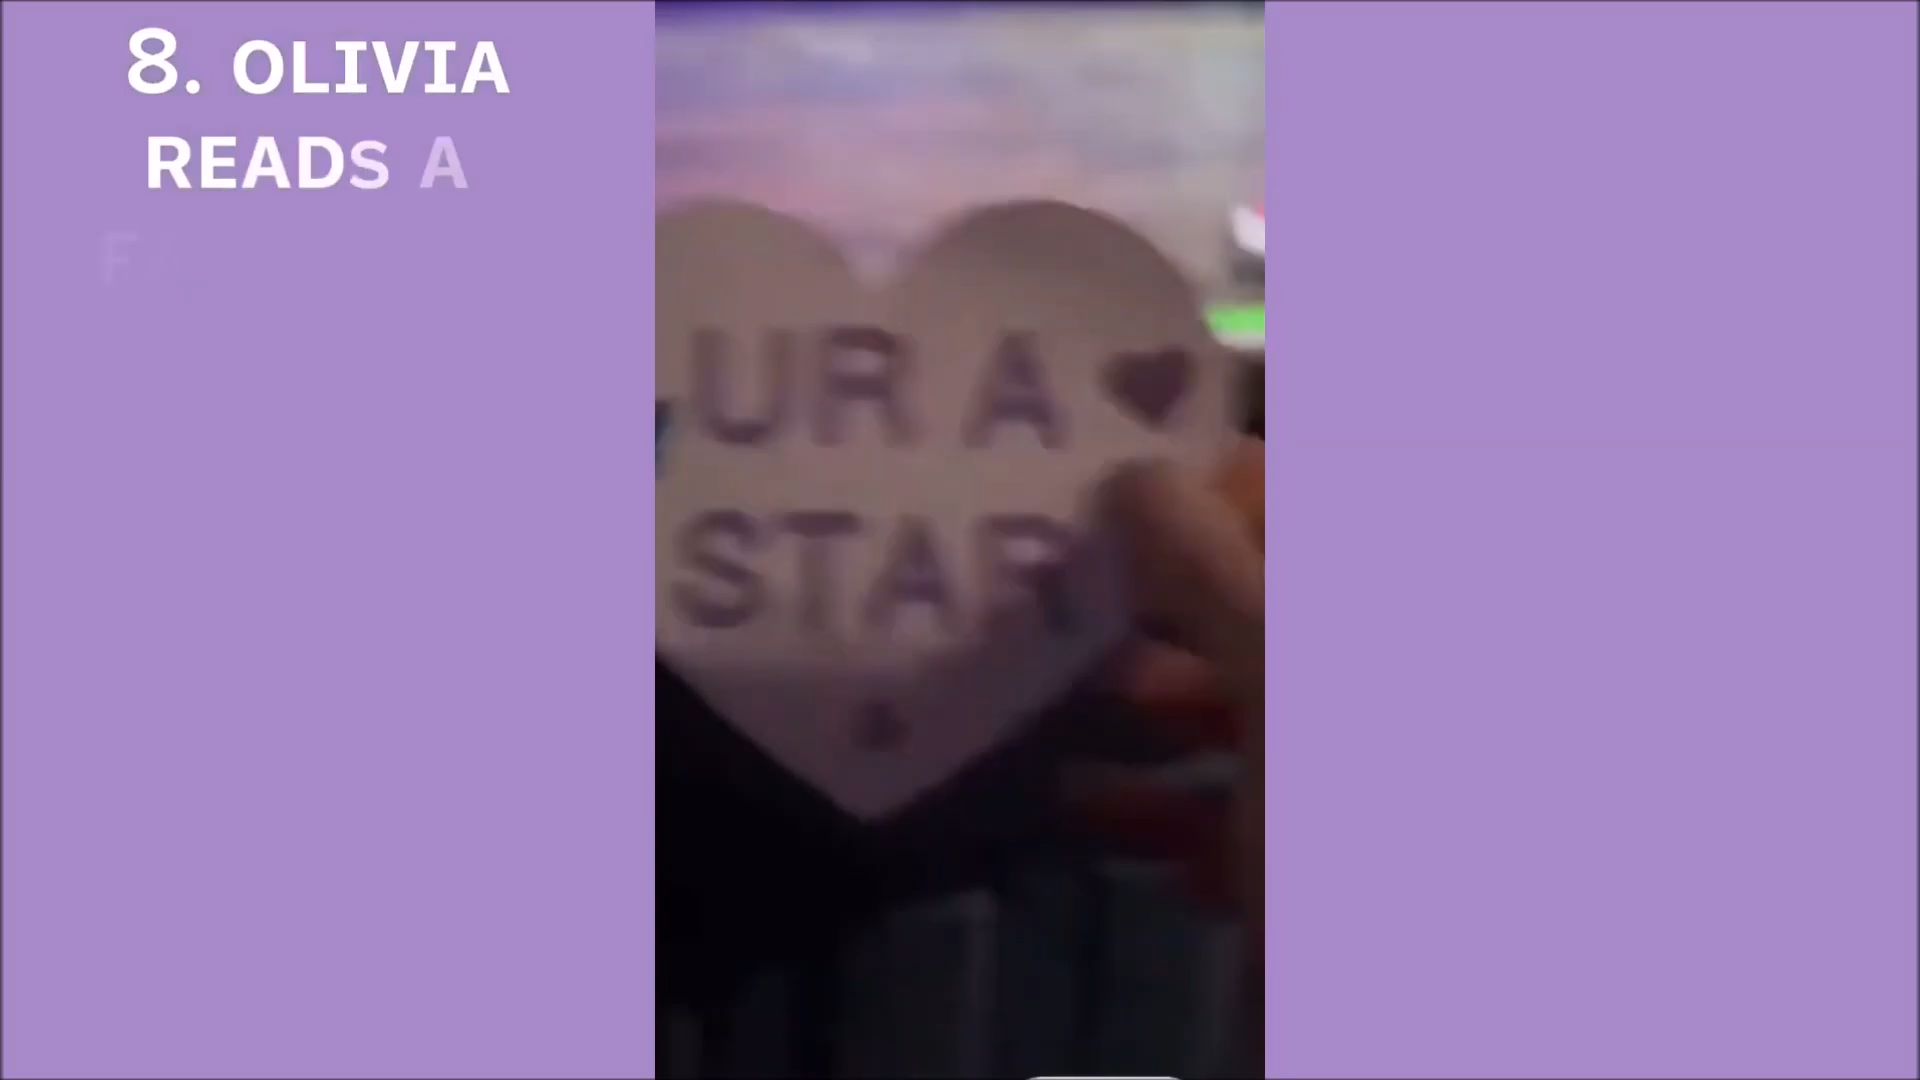 8. OLIVIA
READS A
UR A ♥
STAR